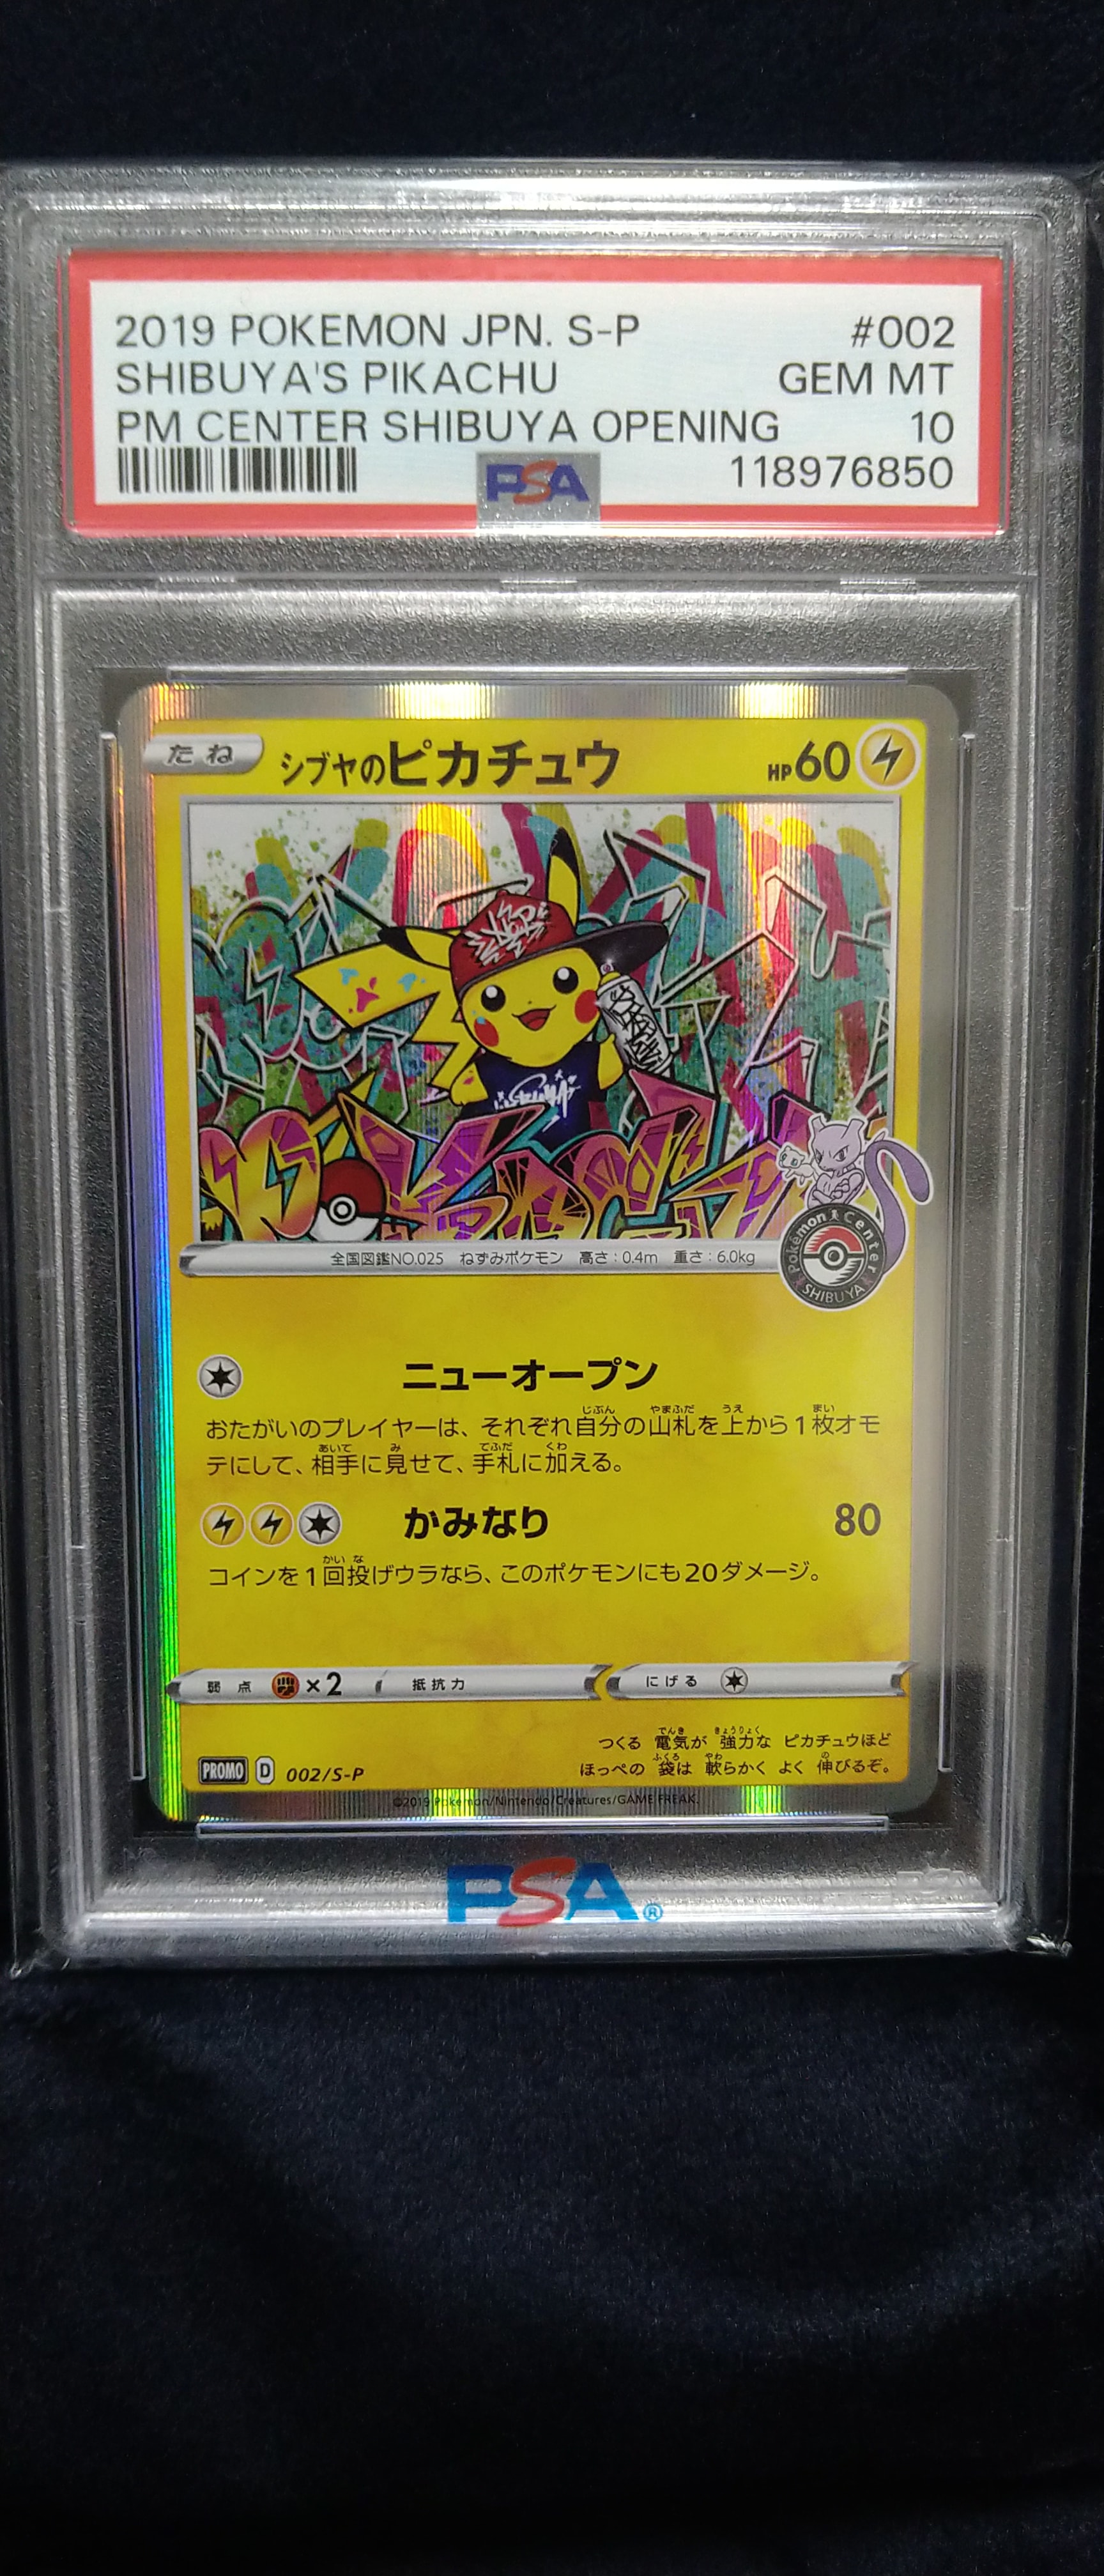 2019 POKEMON JPN. S-P #002
SHIBUYA'S PIKACHU GEM MT
PM CENTER SHIBUYA OPENING 10
PSA 118976850
たね シブヤのピカチュウ HP60
全国図鑑NO.025 ねずみポケモン 高さ:0.4m 重さ:6.0kg
Pokémon Center
SHIBUYA
ニューオープン
おたがいのプレイヤーは、それぞれ自分の山札を上から1枚オモ
テにして、相手に見せて、手札に加える。
かみなり 80
コインを1回投げウラなら、このポケモンにも20ダメージ。
弱点 ×2 抵抗力 にげる
つくる 電気が 強力な ピカチュウほど
ほっぺの 袋は 軟らかく よく 伸びるぞ。
PROMO D 002/S-P
©2019 Pokémon/Nintendo/Creatures/GAME FREAK.
PSA®